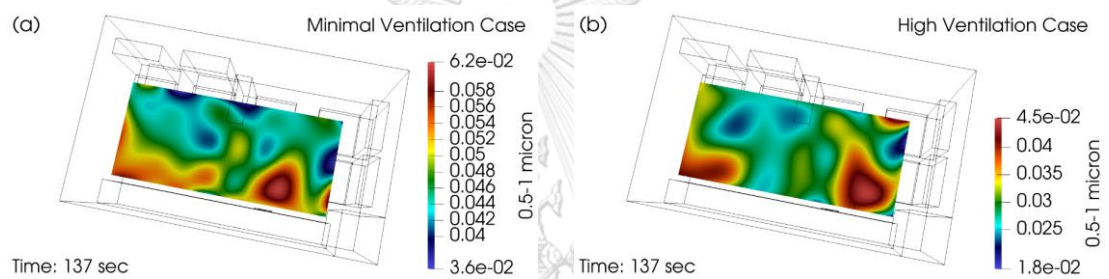 (a)
Minimal Ventilation Case
6.2e-02
0.058
0.056
0.054
0.052
0.05
0.048
0.046
0.044
0.042
0.04
3.6e-02
0.5-1 micron
Time: 137 sec
(b)
High Ventilation Case
4.5e-02
0.04
0.035
0.03
0.025
1.8e-02
0.5-1 micron
Time: 137 sec